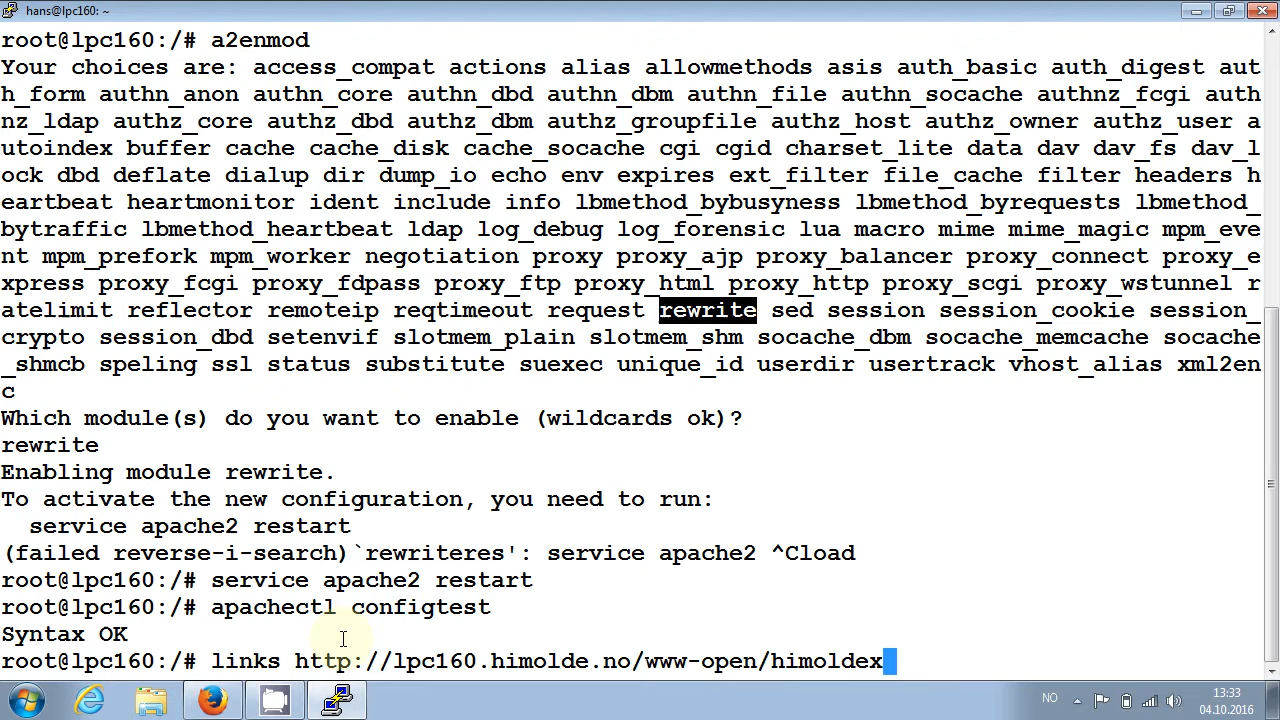 hans@lpc160: ~
root@lpc160:/# a2enmod
Your choices are: access_compat actions alias allowmethods asis auth_basic auth_digest aut
h_form authn_anon authn_core authn_dbd authn_dbm authn_file authn_socache authnz_fcgi auth
nz_ldap authz_core authz_dbd authz_dbm authz_groupfile authz_host authz_owner authz_user a
utoindex buffer cache cache_disk cache_socache cgi cgid charset_lite data dav dav_fs dav_l
ock dbd deflate dialup dir dump_io echo env expires ext_filter file_cache filter headers h
eartbeat heartmonitor ident include info lbmethod_bybusyness lbmethod_byrequests lbmethod_
bytraffic lbmethod_heartbeat ldap log_debug log_forensic lua macro mime mime_magic mpm_eve
nt mpm_prefork mpm_worker negotiation proxy proxy_ajp proxy_balancer proxy_connect proxy_e
xpress proxy_fcgi proxy_fdpass proxy_ftp proxy_html proxy_http proxy_scgi proxy_wstunnel r
atelimit reflector remoteip reqtimeout request rewrite sed session session_cookie session_
crypto session_dbd setenvif slotmem_plain slotmem_shm socache_dbm socache_memcache socache
_shmcb speling ssl status substitute suexec unique_id userdir usertrack vhost_alias xml2en
c
Which module(s) do you want to enable (wildcards ok)?
rewrite
Enabling module rewrite.
To activate the new configuration, you need to run:
  service apache2 restart
(failed reverse-i-search)`rewriteres': service apache2 ^Cload
root@lpc160:/# service apache2 restart
root@lpc160:/# apachectl configtest
Syntax OK
root@lpc160:/# links http://lpc160.himolde.no/www-open/himoldex
NO
13:33
04.10.2016